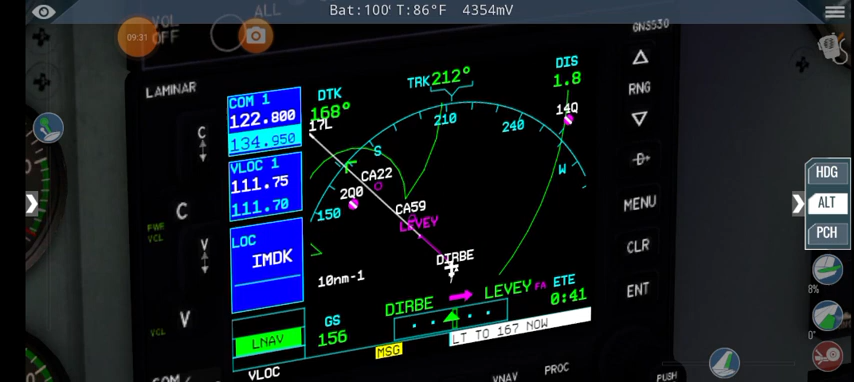 Bat:100' T:86°F 4354mV
ALL
VOL
OFF
09:31
GNS530
LAMINAR
COM 1
122.800
134.950
VLOC 1
111.75
111.70
LOC
IMDK
LNAV
VLOC
C
C
V
V
PWR
VCL
VCL
COM/
DTK
168°
TRK 212°
DIS
1.8
17L
210
240
14Q
S
W
CA22
2Q0
150
CA59
LEVEY
DIRBE
10nm-1
DIRBE
LEVEY FA
ETE
0:41
GS
156
LT TO 167 NOW
MSG
VNAV
PROC
PUSH
RNG
D
MENU
CLR
ENT
HDG
ALT
PCH
8%
0°